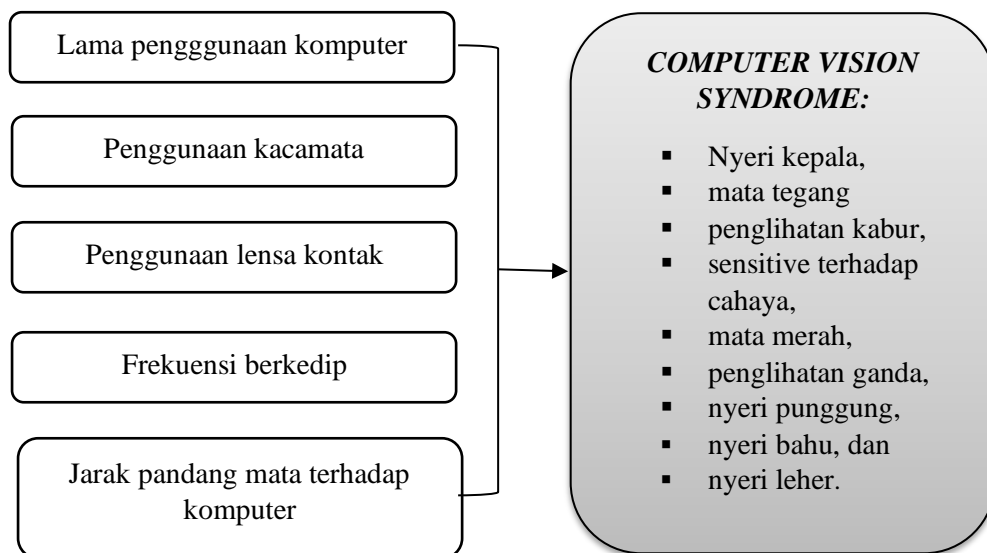 Lama pengggunaan komputer
Penggunaan kacamata
Penggunaan lensa kontak
Frekuensi berkedip
Jarak pandang mata terhadap
komputer
COMPUTER VISION
SYNDROME:
▪ Nyeri kepala,
▪ mata tegang
▪ penglihatan kabur,
▪ sensitive terhadap
cahaya,
▪ mata merah,
▪ penglihatan ganda,
▪ nyeri punggung,
▪ nyeri bahu, dan
▪ nyeri leher.